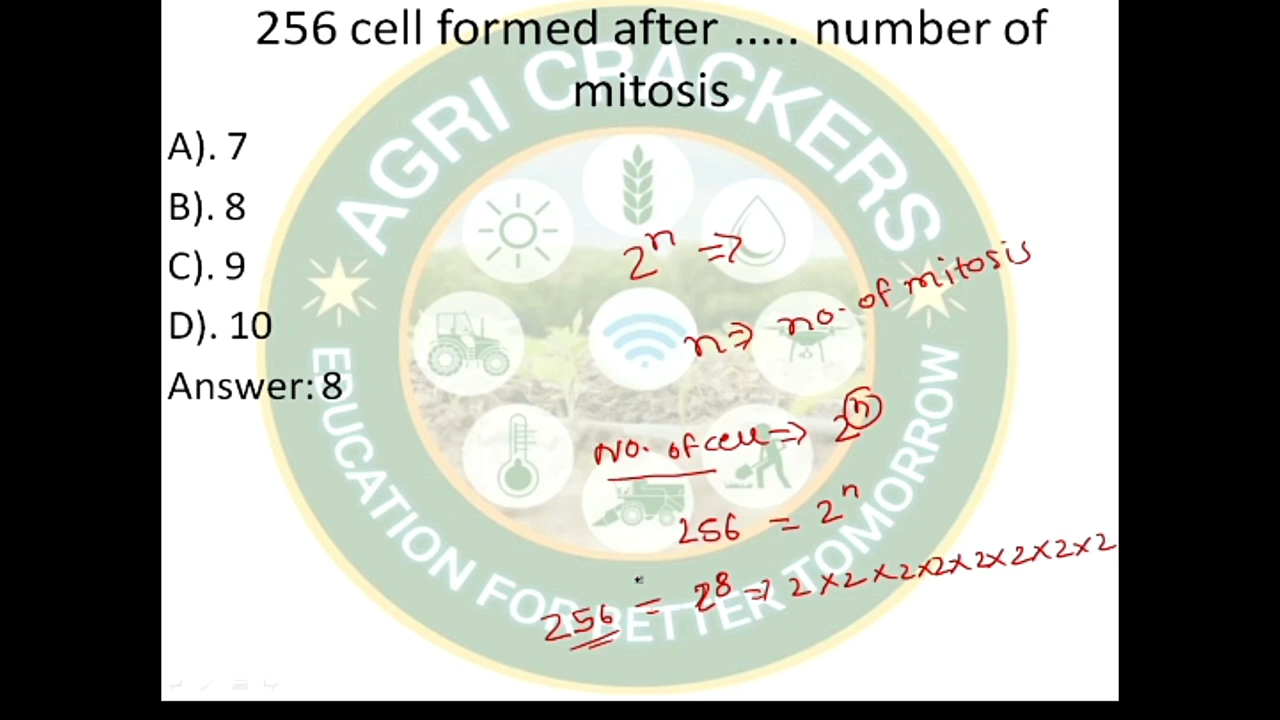 256 cell formed after ..... number of
mitosis
A). 7
B). 8
C). 9
D). 10
Answer: 8
AGRI CRACKERS
EDUCATION FOR BETTER TOMORROW
2ⁿ ⇒
n ⇒ no. of mitosis
No. of cell ⇒ 2ⁿ
256 = 2ⁿ
256 = 2⁸ ⇒ 2×2×2×2×2×2×2×2